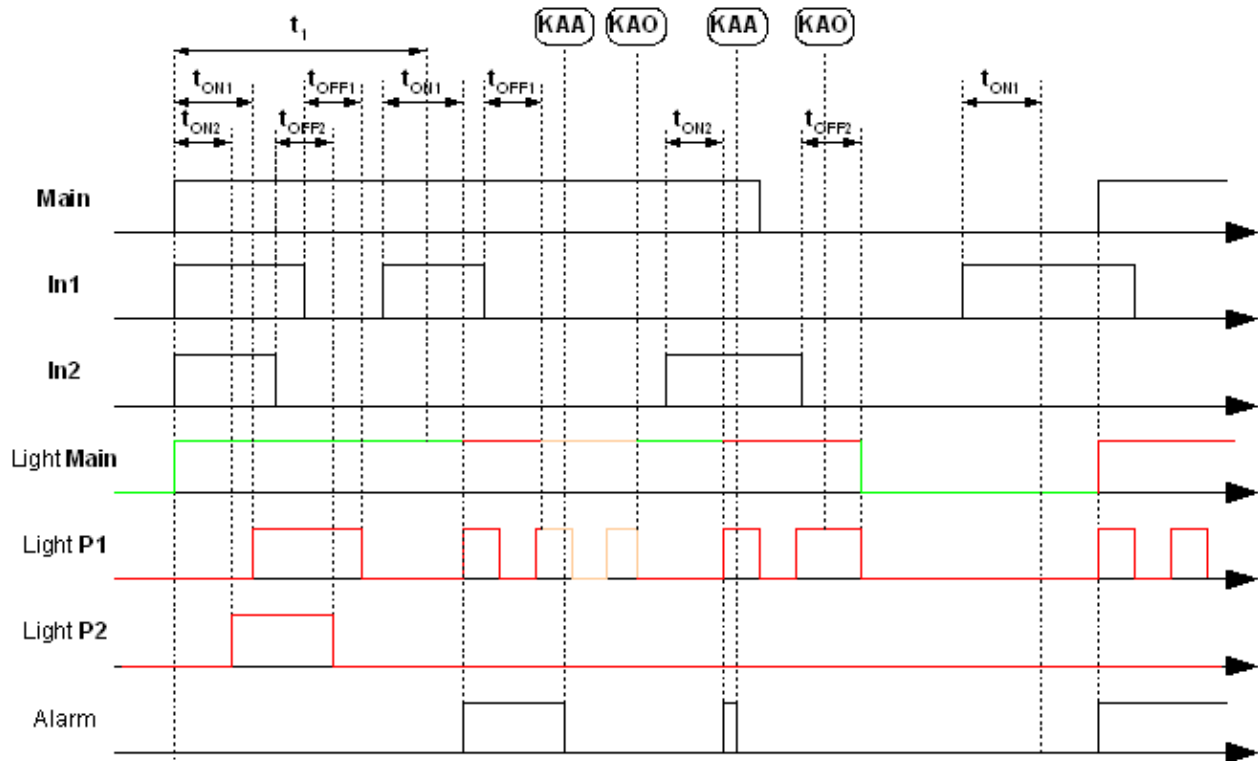 KAA KAO KAA KAO
t1
tON1 tOFF1 tON1 tOFF1 tON1
tON2 tOFF2 tON2 tOFF2
Main
In1
In2
Light Main
Light P1
Light P2
Alarm